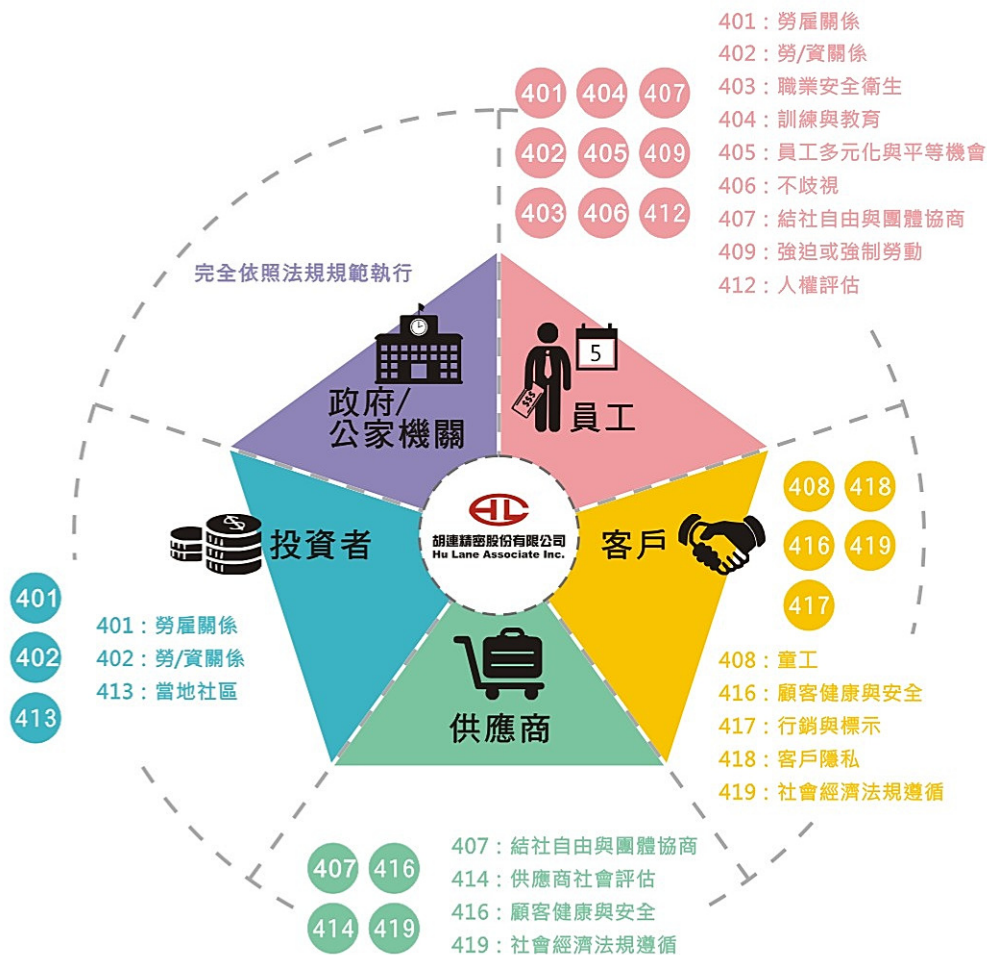 401：勞雇關係
402：勞/資關係
403：職業安全衛生
404：訓練與教育
405：員工多元化與平等機會
406：不歧視
407：結社自由與團體協商
409：強迫或強制勞動
412：人權評估
401 404 407
402 405 409
403 406 412
完全依照法規規範執行
政府/
公家機關
5
$$$
員工
408 418
416 419
417
客戶
408：童工
416：顧客健康與安全
417：行銷與標示
418：客戶隱私
419：社會經濟法規遵循
HL
胡連精密股份有限公司
Hu Lane Associate Inc.
$
投資者
401
402
413
401：勞雇關係
402：勞/資關係
413：當地社區
供應商
407 416
414 419
407：結社自由與團體協商
414：供應商社會評估
416：顧客健康與安全
419：社會經濟法規遵循